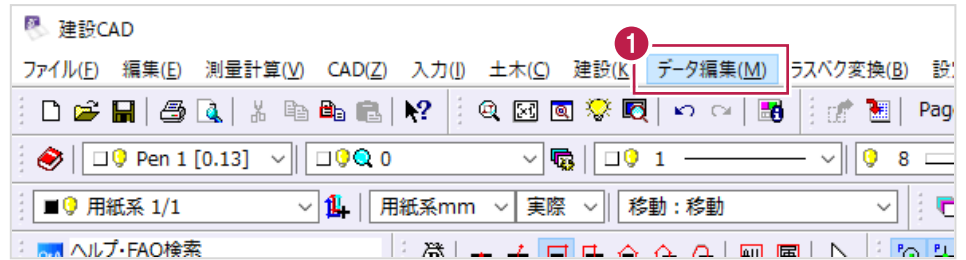 建設CAD
1
ファイル(F) 編集(E) 測量計算(V) CAD(Z) 入力(I) 土木(C) 建設(K データ編集(M) ラスベク変換(B)
Pag
Pen 1 [0.13] 0 1 8
用紙系 1/1 用紙系mm 実際 移動：移動
Q&A ヘルプ・FAQ検索 ALL